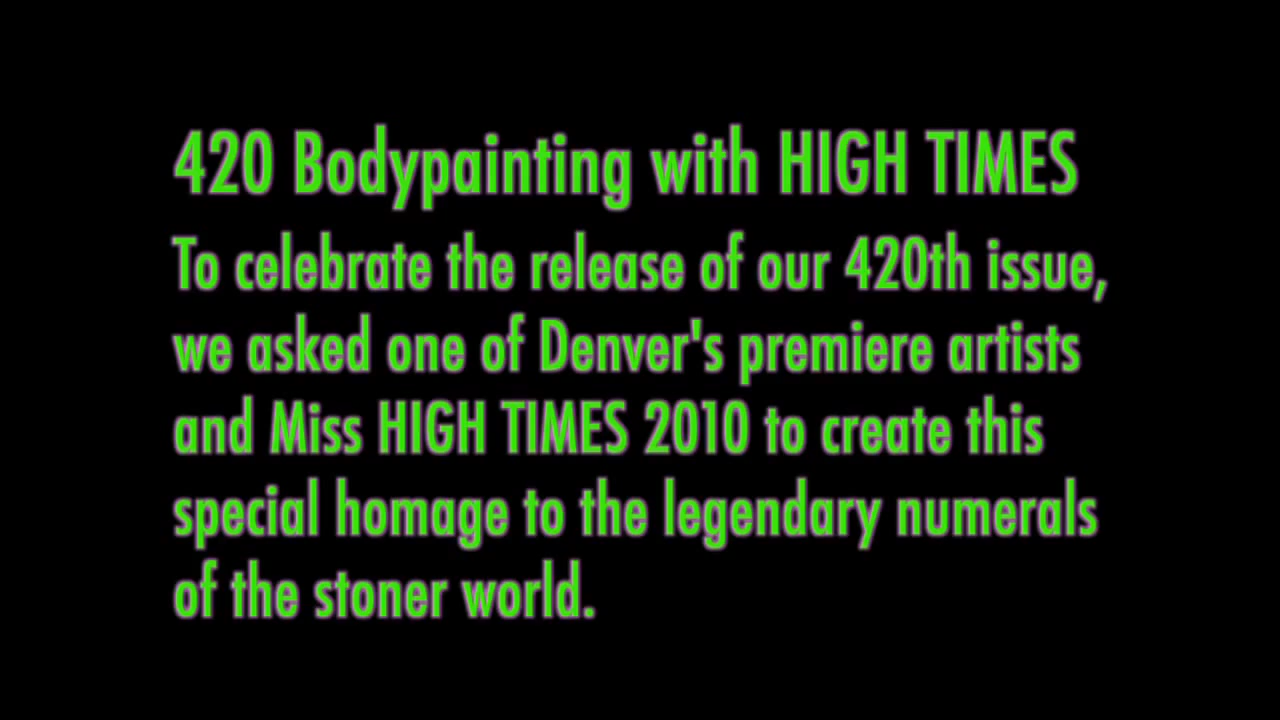 420 Bodypainting with HIGH TIMES
To celebrate the release of our 420th issue,
we asked one of Denver's premiere artists
and Miss HIGH TIMES 2010 to create this
special homage to the legendary numerals
of the stoner world.